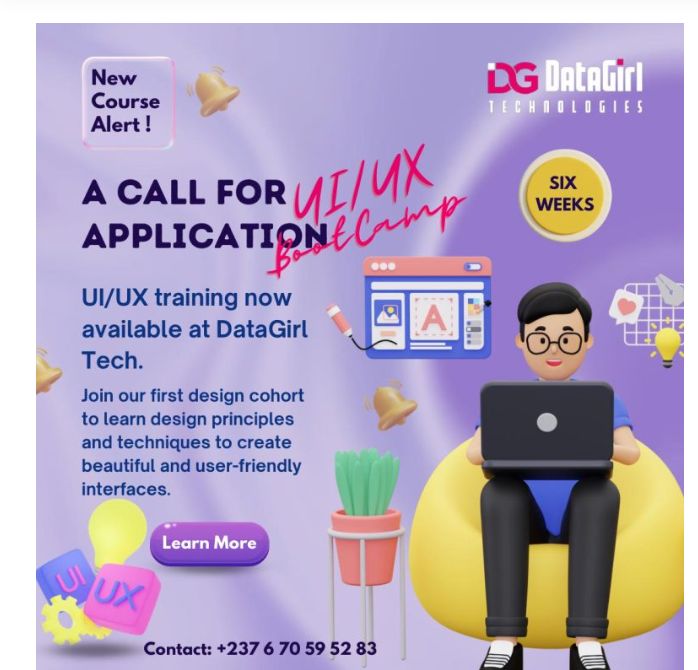 New
Course
Alert !
DG DataGirl
TECHNOLOGIES
A CALL FOR
APPLICATION
UI/UX
BootCamp
SIX
WEEKS
UI/UX training now
available at DataGirl
Tech.
A
Join our first design cohort
to learn design principles
and techniques to create
beautiful and user-friendly
interfaces.
Learn More
UI
UX
Contact: +237 6 70 59 52 83